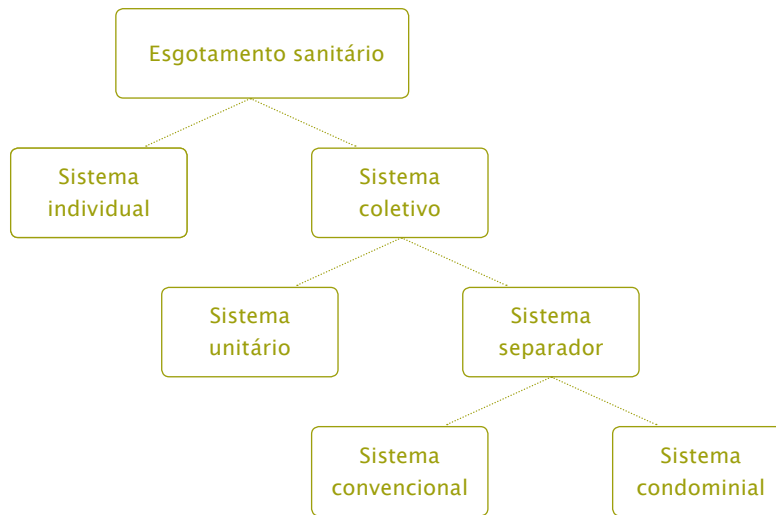 Esgotamento sanitário
Sistema
individual
Sistema
coletivo
Sistema
unitário
Sistema
separador
Sistema
convencional
Sistema
condominial